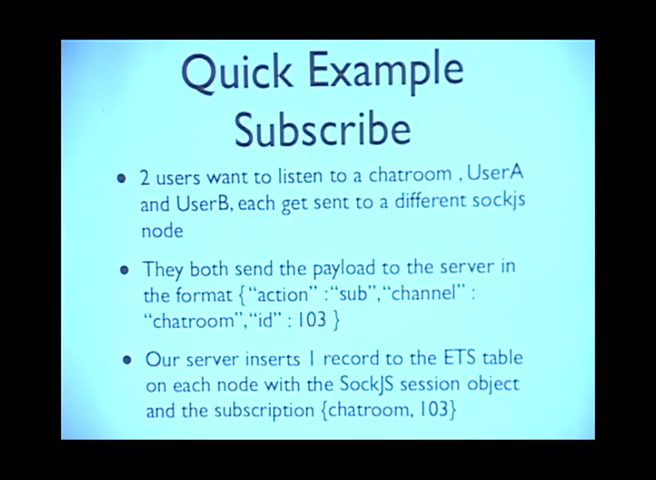 Quick Example
Subscribe
• 2 users want to listen to a chatroom , UserA
and UserB, each get sent to a different sockjs
node
• They both send the payload to the server in
the format {“action” :“sub”,“channel” :
“chatroom”,“id” : 103 }
• Our server inserts 1 record to the ETS table
on each node with the SockJS session object
and the subscription {chatroom, 103}